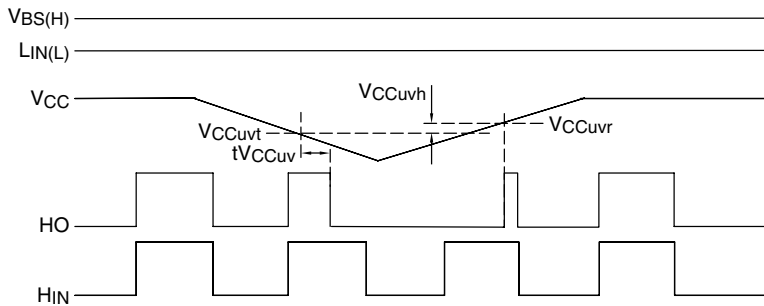 VBS(H)
LIN(L)
VCC
VCCuvh
VCCuvt
VCCuvr
tVCCuv
HO
HIN